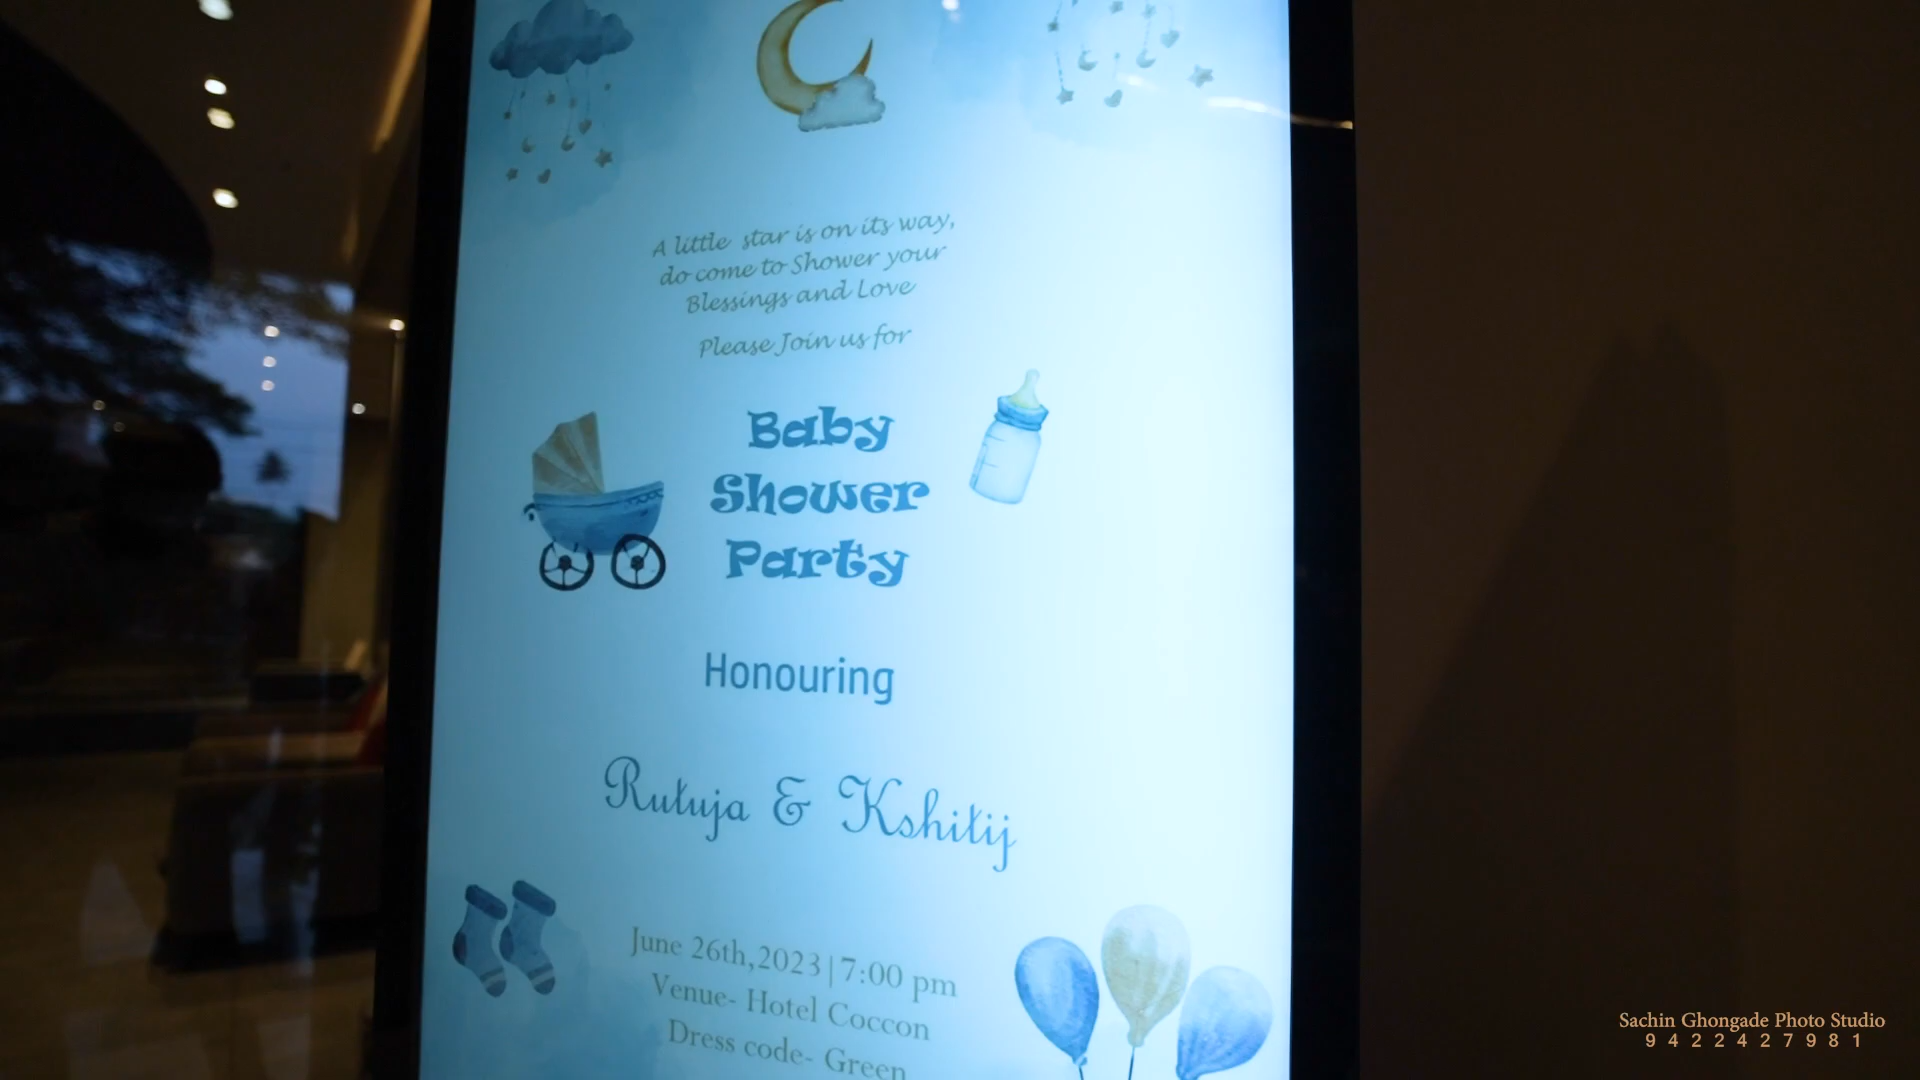 A little star is on its way,
do come to Shower your
Blessings and Love
Please Join us for
Baby
Shower
Party
Honouring
Rutuja & Kshitij
June 26th,2023|7:00 pm
Venue- Hotel Coccon
Dress code- Green
Sachin Ghongade Photo Studio
9422427981